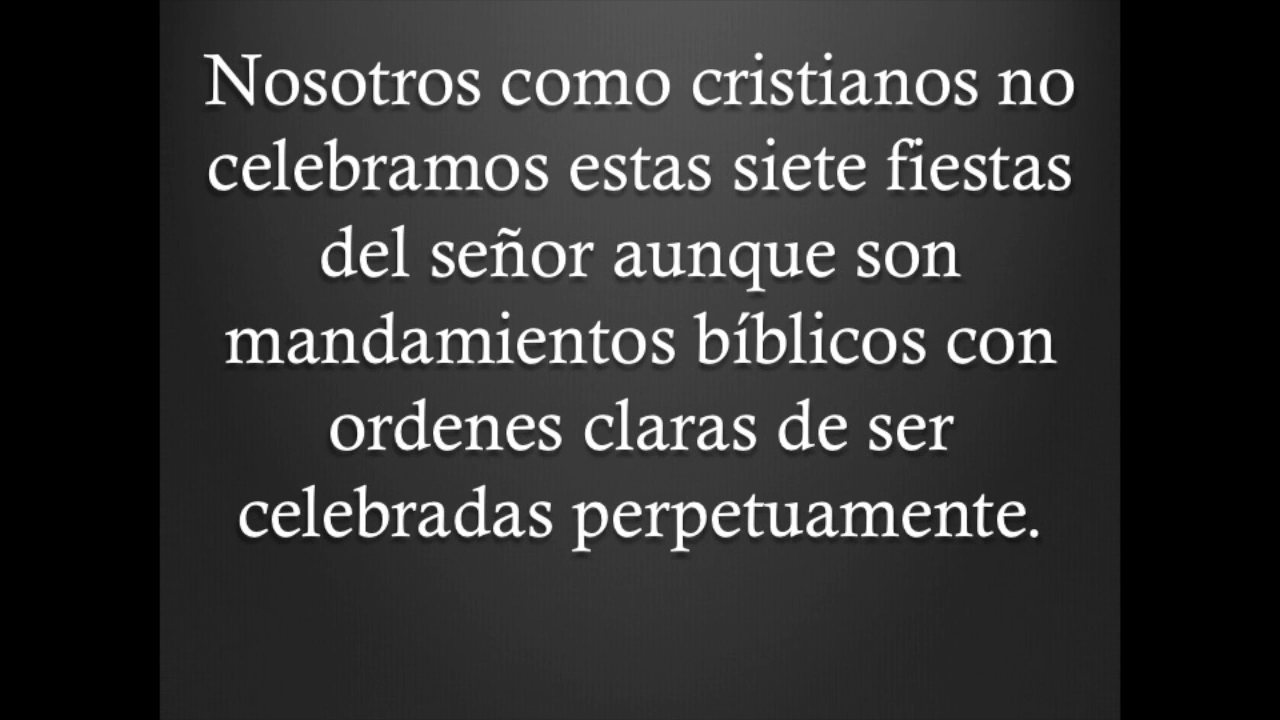 Nosotros como cristianos no
celebramos estas siete fiestas
del señor aunque son
mandamientos bíblicos con
ordenes claras de ser
celebradas perpetuamente.